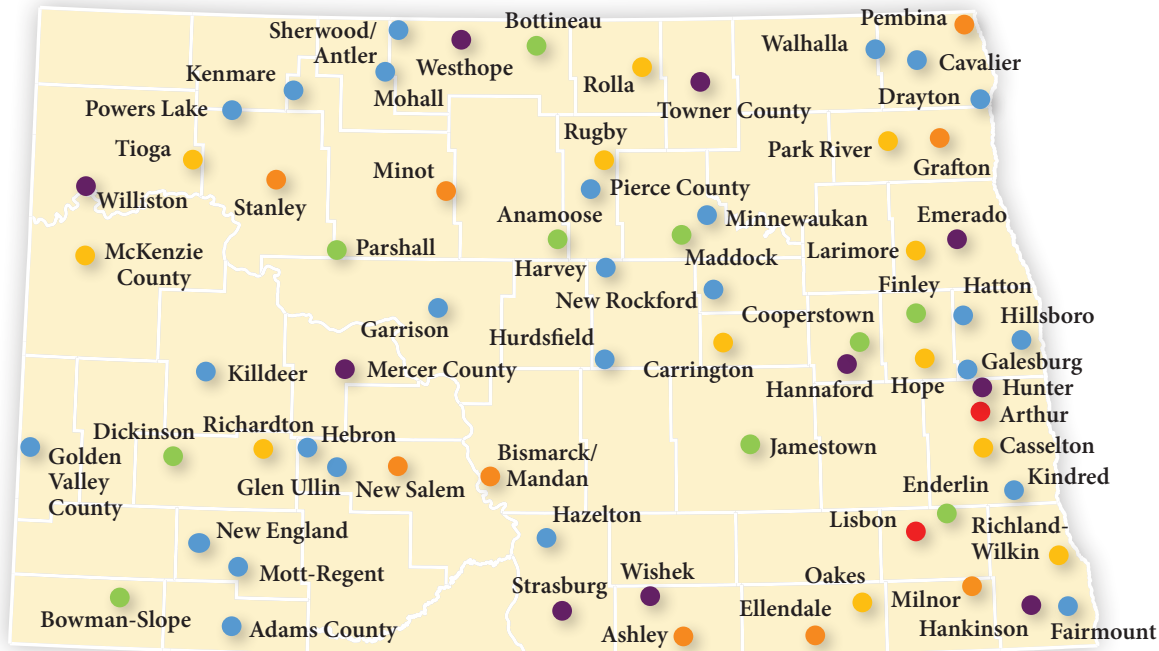 Pembina
Bottineau
Sherwood/
Antler
Walhalla
Westhope
Cavalier
Kenmare
Rolla
Mohall
Drayton
Powers Lake
Towner County
Rugby
Tioga
Park River
Minot
Grafton
Pierce County
Williston
Stanley
Anamoose
Emerado
Minnewaukan
Parshall
McKenzie
County
Larimore
Maddock
Harvey
Finley
Hatton
New Rockford
Cooperstown
Hillsboro
Garrison
Hurdsfield
Galesburg
Carrington
Mercer County
Killdeer
Hannaford
Hope
Hunter
Arthur
Richardton
Dickinson
Hebron
Jamestown
Casselton
Golden
Valley
County
Bismarck/
Mandan
Kindred
Enderlin
Glen Ullin
New Salem
Hazelton
Lisbon
Richland-
Wilkin
New England
Mott-Regent
Wishek
Oakes
Strasburg
Milnor
Ellendale
Bowman-Slope
Adams County
Ashley
Hankinson
Fairmount